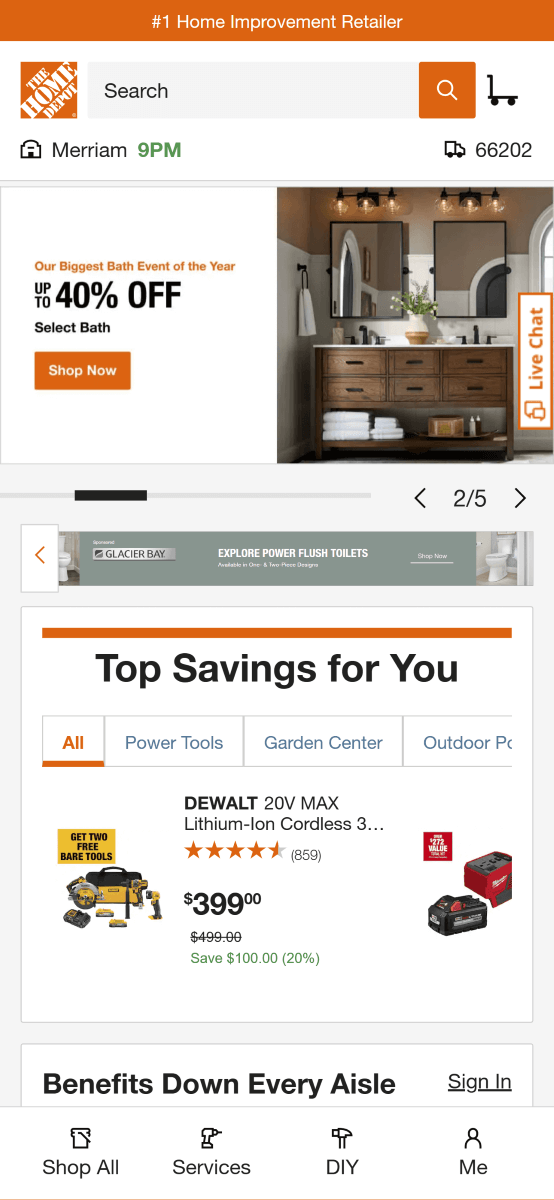 #1 Home Improvement Retailer
THE
HOME
DEPOT
Search
Merriam 9PM
66202
Our Biggest Bath Event of the Year
UP TO 40% OFF
Select Bath
Shop Now
Live Chat
2/5
Sponsored
GLACIER BAY
EXPLORE POWER FLUSH TOILETS
Available in One- & Two-Piece Designs
Shop Now
Top Savings for You
All
Power Tools
Garden Center
Outdoor Po
GET TWO
FREE
BARE TOOLS
DEWALT 20V MAX
Lithium-Ion Cordless 3...
(859)
$39900
$499.00
Save $100.00 (20%)
OVER
$272
VALUE
Benefits Down Every Aisle
Sign In
Shop All
Services
DIY
Me